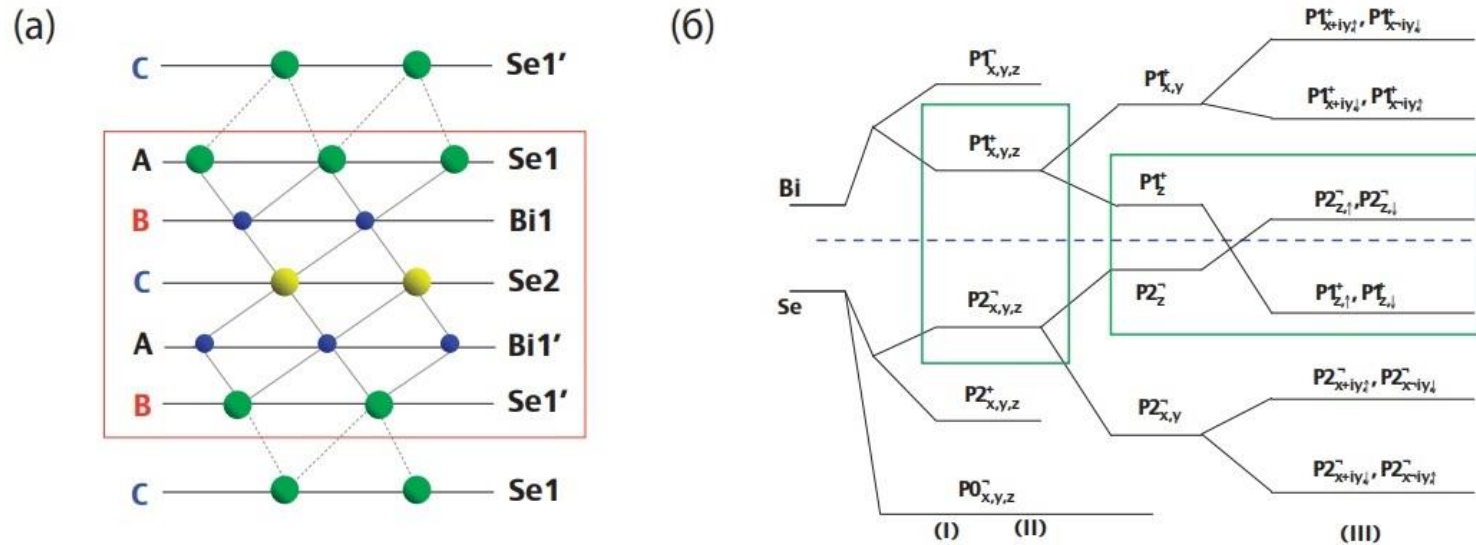 (а)
C Se1’
A Se1
B Bi1
C Se2
A Bi1’
B Se1’
C Se1
(б)
Bi
Se
P1⁻x,y,z
P1⁺x,y,z
P2⁻x,y,z
P2⁺x,y,z
P0⁻x,y,z
(I) (II)
P1⁺x,y
P1⁺z
P2⁻z
P2⁻x,y
P1⁺x+iy,↑, P1⁺x-iy,↓
P1⁺x+iy,↓, P1⁺x-iy,↑
P2⁻z,↑, P2⁻z,↓
P1⁺z,↑, P1⁺z,↓
P2⁻x+iy,↑, P2⁻x-iy,↓
P2⁻x+iy,↓, P2⁻x-iy,↑
(III)